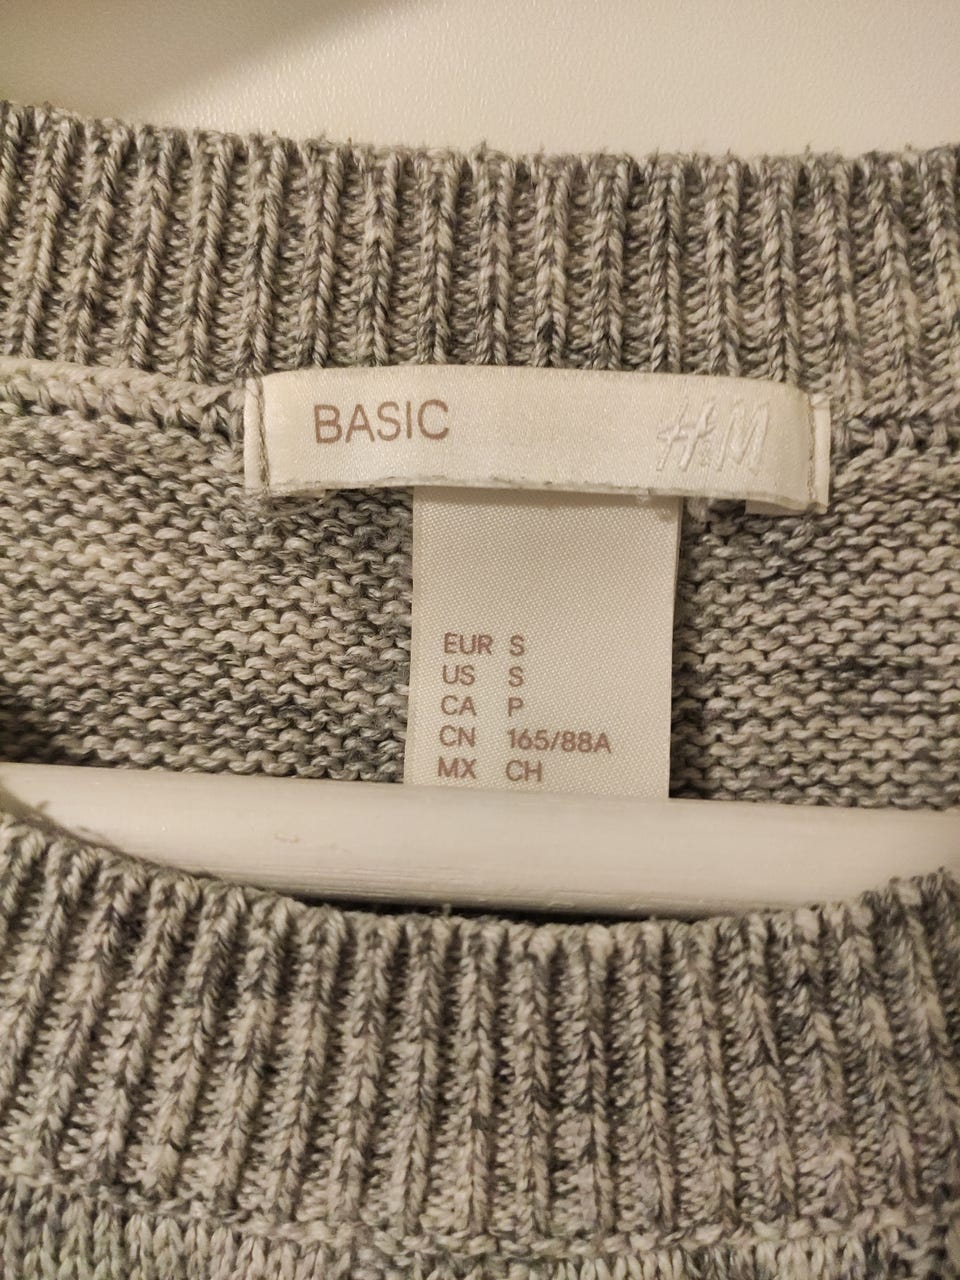 BASIC H&M
EUR S
US S
CA P
CN 165/88A
MX CH